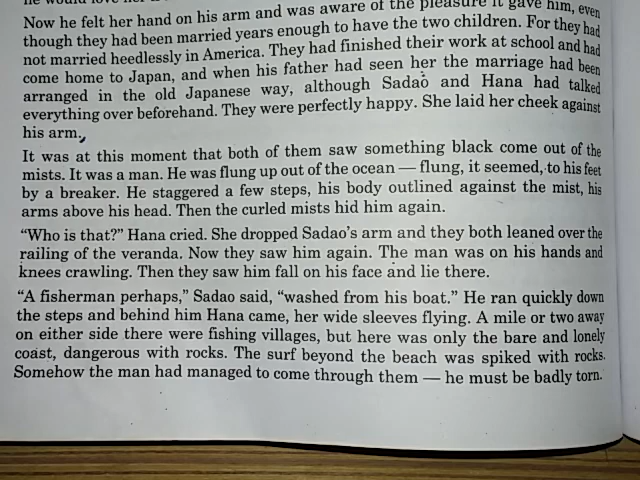 he would love her
Now he felt her hand on his arm and was aware of the pleasure it gave him, even
though they had been married years enough to have the two children. For they had
not married heedlessly in America. They had finished their work at school and had
come home to Japan, and when his father had seen her the marriage had been
arranged in the old Japanese way, although Sadao and Hana had talked
everything over beforehand. They were perfectly happy. She laid her cheek against
his arm.
It was at this moment that both of them saw something black come out of the
mists. It was a man. He was flung up out of the ocean — flung, it seemed, to his feet
by a breaker. He staggered a few steps, his body outlined against the mist, his
arms above his head. Then the curled mists hid him again.
“Who is that?” Hana cried. She dropped Sadao’s arm and they both leaned over the
railing of the veranda. Now they saw him again. The man was on his hands and
knees crawling. Then they saw him fall on his face and lie there.
“A fisherman perhaps,” Sadao said, “washed from his boat.” He ran quickly down
the steps and behind him Hana came, her wide sleeves flying. A mile or two away
on either side there were fishing villages, but here was only the bare and lonely
coast, dangerous with rocks. The surf beyond the beach was spiked with rocks.
Somehow the man had managed to come through them — he must be badly torn.